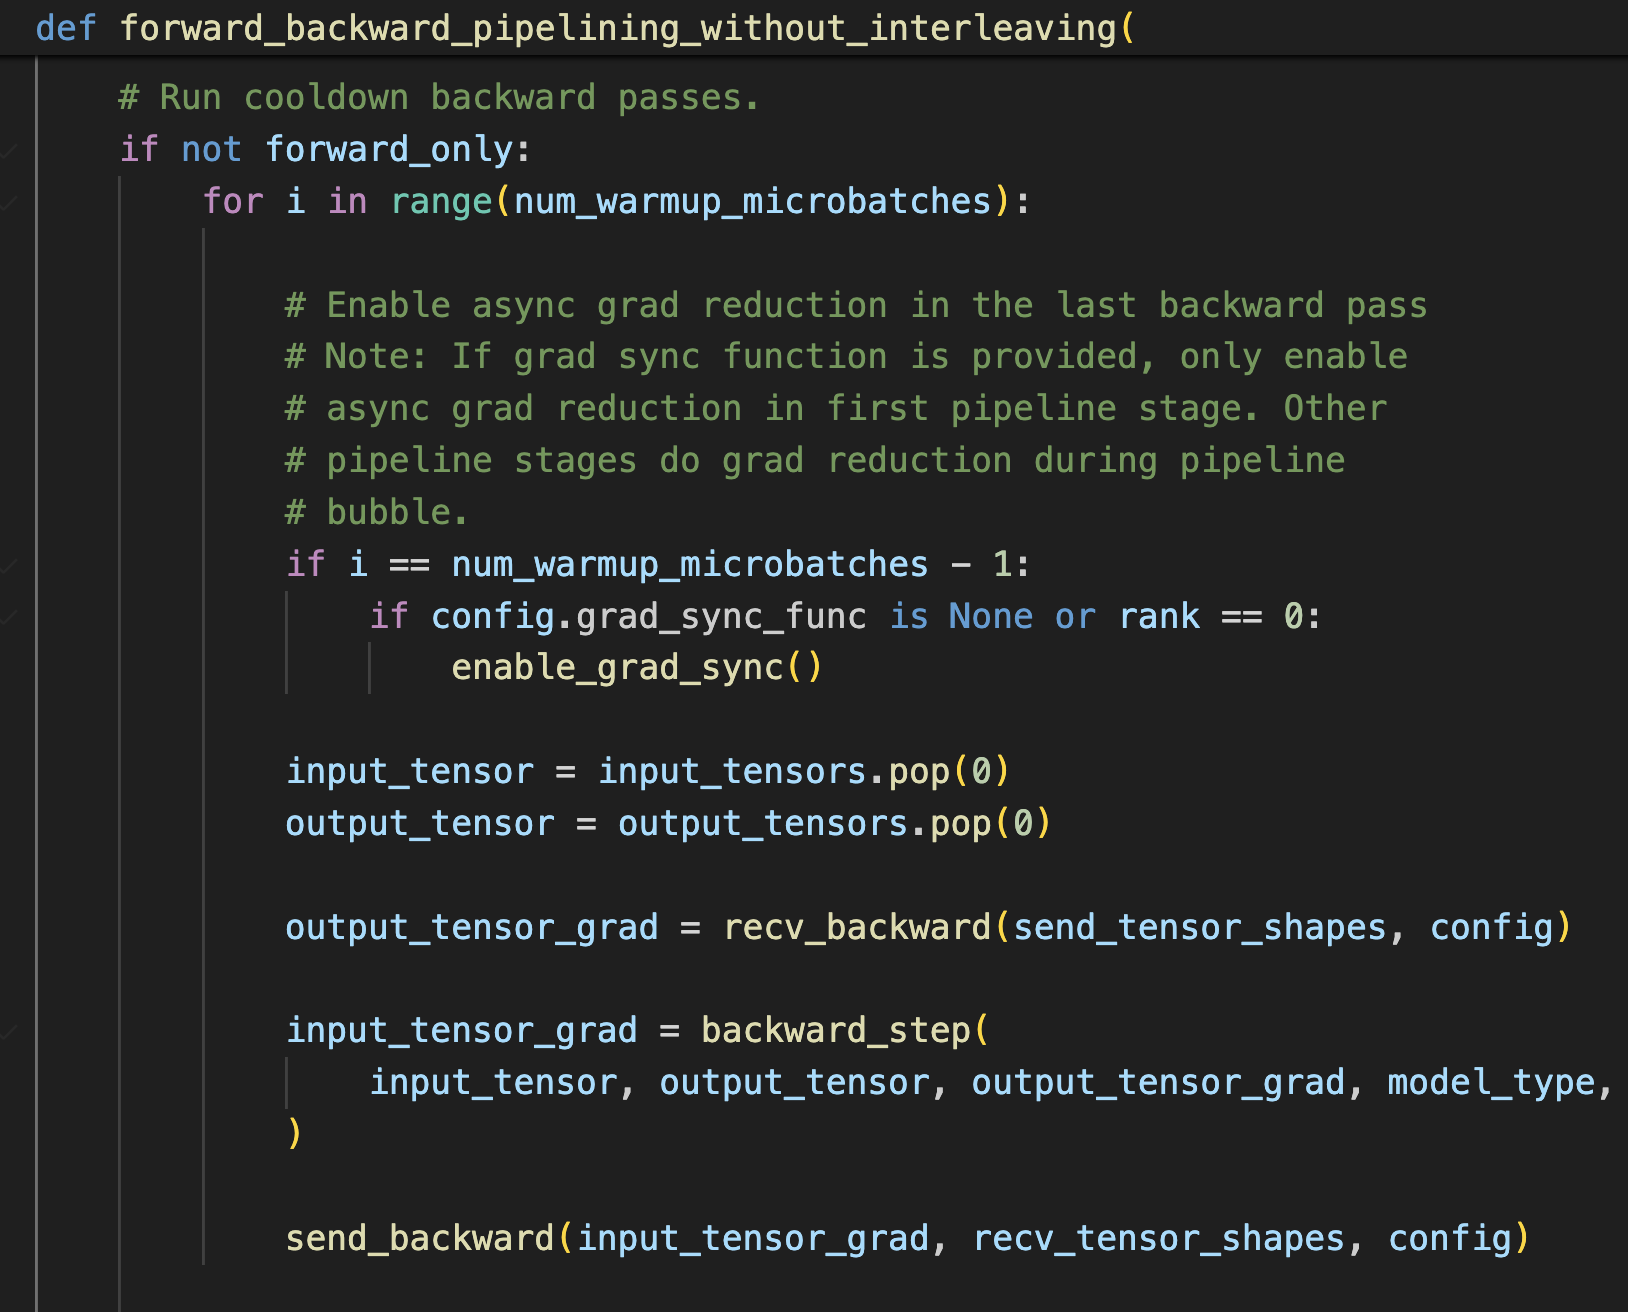 def forward_backward_pipelining_without_interleaving(
# Run cooldown backward passes.
if not forward_only:
for i in range(num_warmup_microbatches):
# Enable async grad reduction in the last backward pass
# Note: If grad sync function is provided, only enable
# async grad reduction in first pipeline stage. Other
# pipeline stages do grad reduction during pipeline
# bubble.
if i == num_warmup_microbatches - 1:
if config.grad_sync_func is None or rank == 0:
enable_grad_sync()
input_tensor = input_tensors.pop(0)
output_tensor = output_tensors.pop(0)
output_tensor_grad = recv_backward(send_tensor_shapes, config)
input_tensor_grad = backward_step(
input_tensor, output_tensor, output_tensor_grad, model_type,
)
send_backward(input_tensor_grad, recv_tensor_shapes, config)